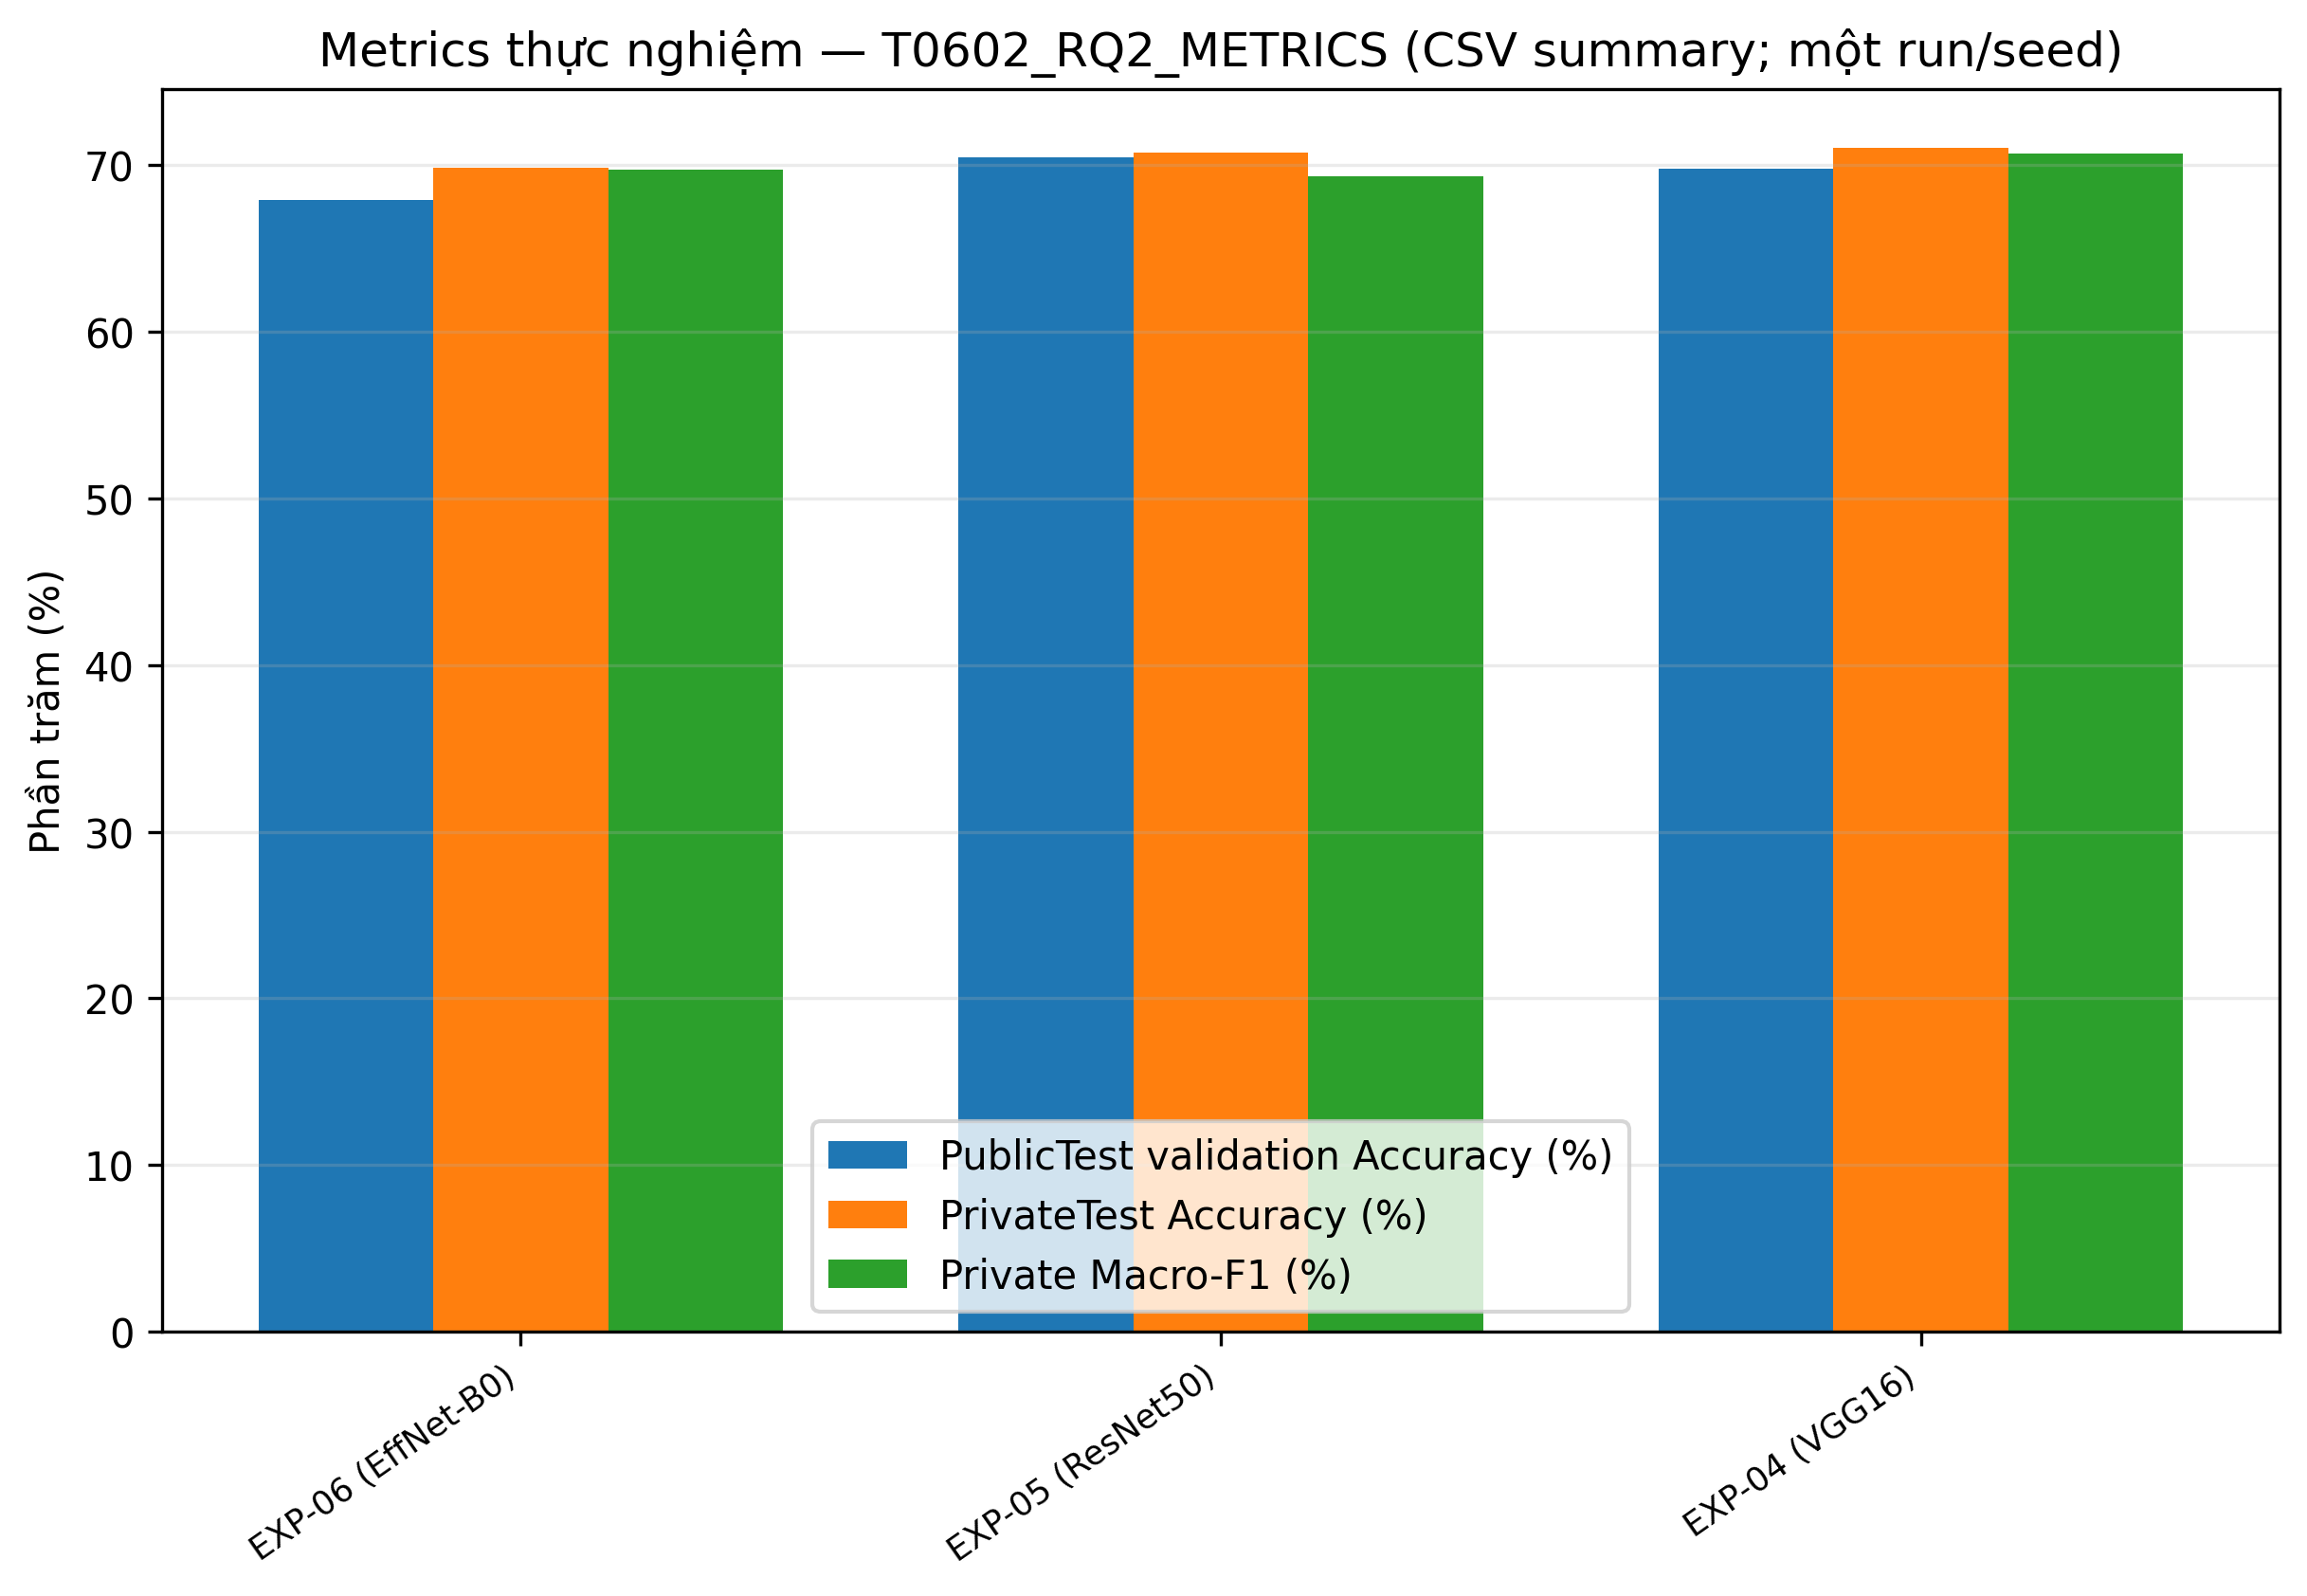 Metrics thực nghiệm — T0602_RQ2_METRICS (CSV summary; một run/seed)
Phần trăm (%)
70
60
50
40
30
20
10
0
PublicTest validation Accuracy (%)
PrivateTest Accuracy (%)
Private Macro-F1 (%)
EXP-06 (EffNet-B0)
EXP-05 (ResNet50)
EXP-04 (VGG16)